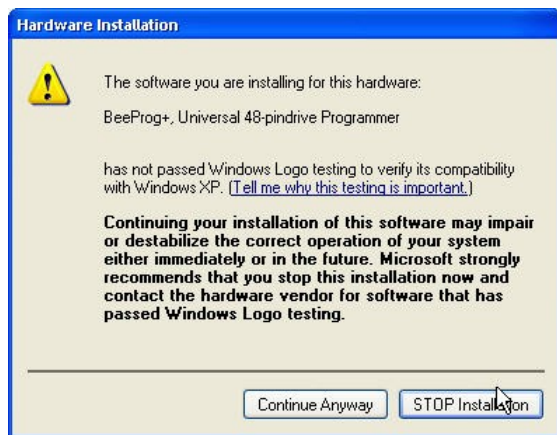 Hardware Installation
The software you are installing for this hardware:
BeeProg+, Universal 48-pindrive Programmer
has not passed Windows Logo testing to verify its compatibility
with Windows XP. (Tell me why this testing is important.)
Continuing your installation of this software may impair
or destabilize the correct operation of your system
either immediately or in the future. Microsoft strongly
recommends that you stop this installation now and
contact the hardware vendor for software that has
passed Windows Logo testing.
Continue Anyway
STOP Installation